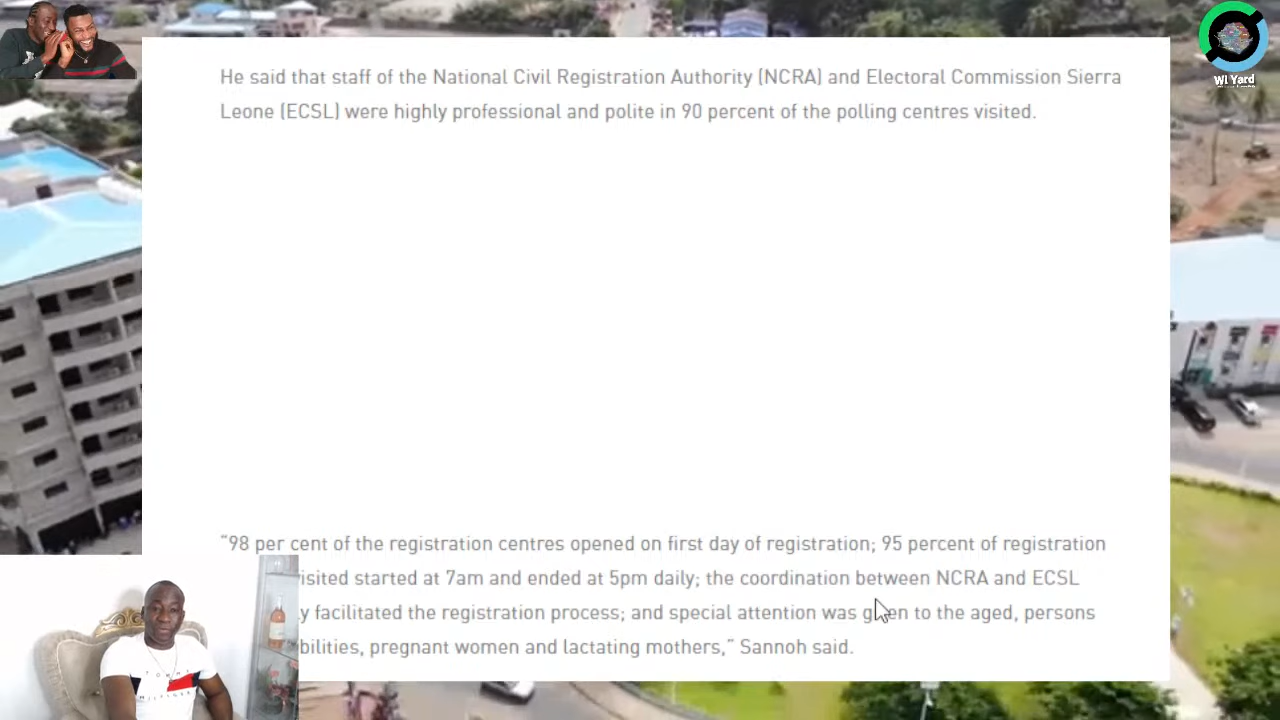 He said that staff of the National Civil Registration Authority (NCRA) and Electoral Commission Sierra
Leone (ECSL) were highly professional and polite in 90 percent of the polling centres visited.
WI Yard
“98 per cent of the registration centres opened on first day of registration; 95 percent of registration
isited started at 7am and ended at 5pm daily; the coordination between NCRA and ECSL
y facilitated the registration process; and special attention was given to the aged, persons
bilities, pregnant women and lactating mothers,” Sannoh said.